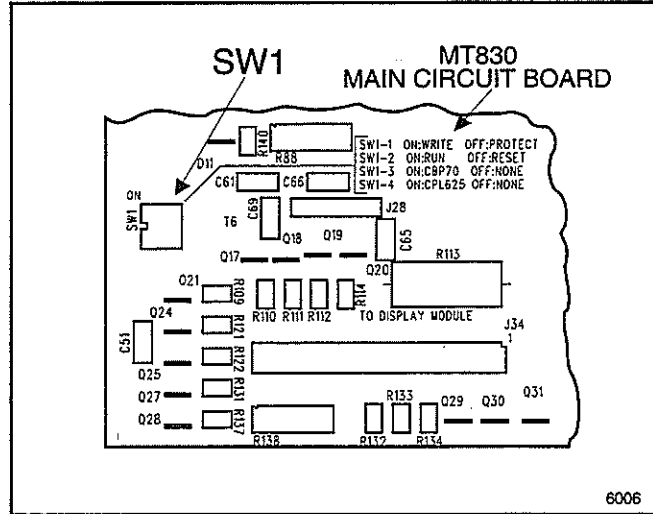 SW1
MT830
MAIN CIRCUIT BOARD
D11
R140
R88
SW1-1 ON:WRITE OFF:PROTECT
SW1-2 ON:RUN OFF:RESET
SW1-3 ON:CBP70 OFF:NONE
SW1-4 ON:CPL625 OFF:NONE
ON
SW1
C61
C66
C69
T6
J28
C65
Q17
Q18
Q19
Q20
R113
Q21
R109
R110
R111
R112
R114
TO DISPLAY MODULE
Q24
R121
J34
1
C51
R122
Q25
R131
Q27
R137
Q28
R138
R132
R133
R134
Q29
Q30
Q31
6006